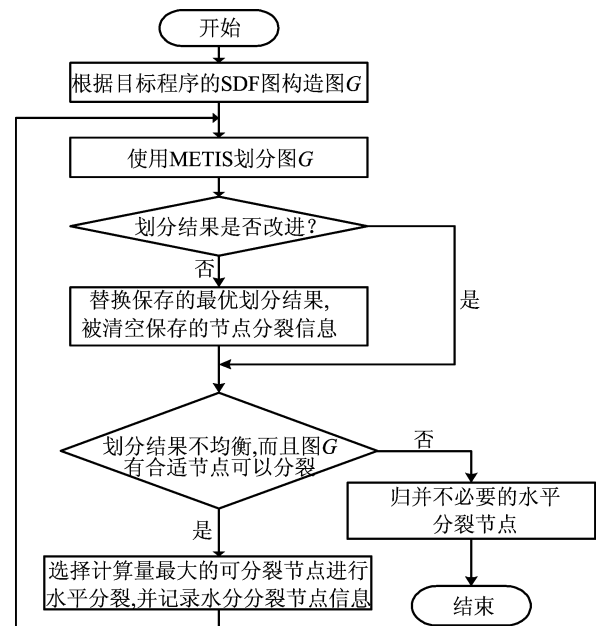 开始
根据目标程序的SDF图构造图G
使用METIS划分图G
划分结果是否改进?
否
是
替换保存的最优划分结果,
被清空保存的节点分裂信息
划分结果不均衡,而且图G
有合适节点可以分裂
否
是
归并不必要的水平
分裂节点
选择计算量最大的可分裂节点进行
水平分裂,并记录水分分裂节点信息
结束